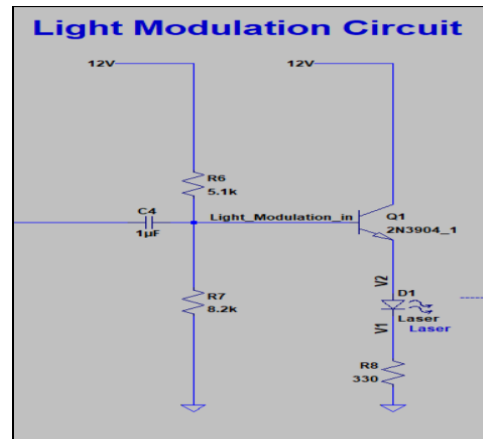 Light Modulation Circuit
12V
12V
R6
5.1k
C4
1µF
Light_Modulation_in
Q1
2N3904_1
R7
8.2k
V2
D1
Laser
Laser
V1
R8
330